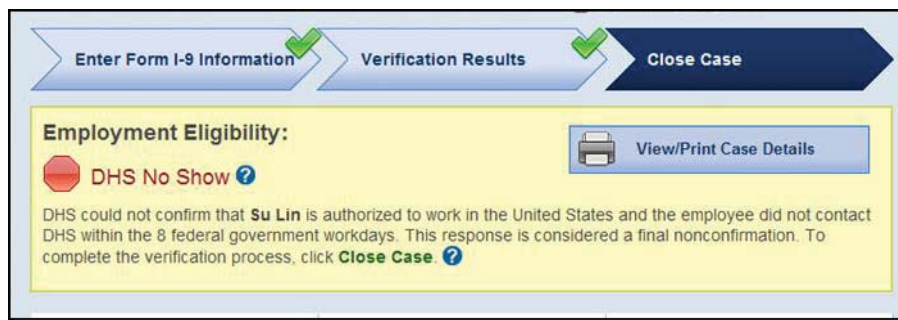 Enter Form I-9 Information
Verification Results
Close Case
Employment Eligibility:
View/Print Case Details
DHS No Show ?
DHS could not confirm that Su Lin is authorized to work in the United States and the employee did not contact
DHS within the 8 federal government workdays. This response is considered a final nonconfirmation. To
complete the verification process, click Close Case. ?